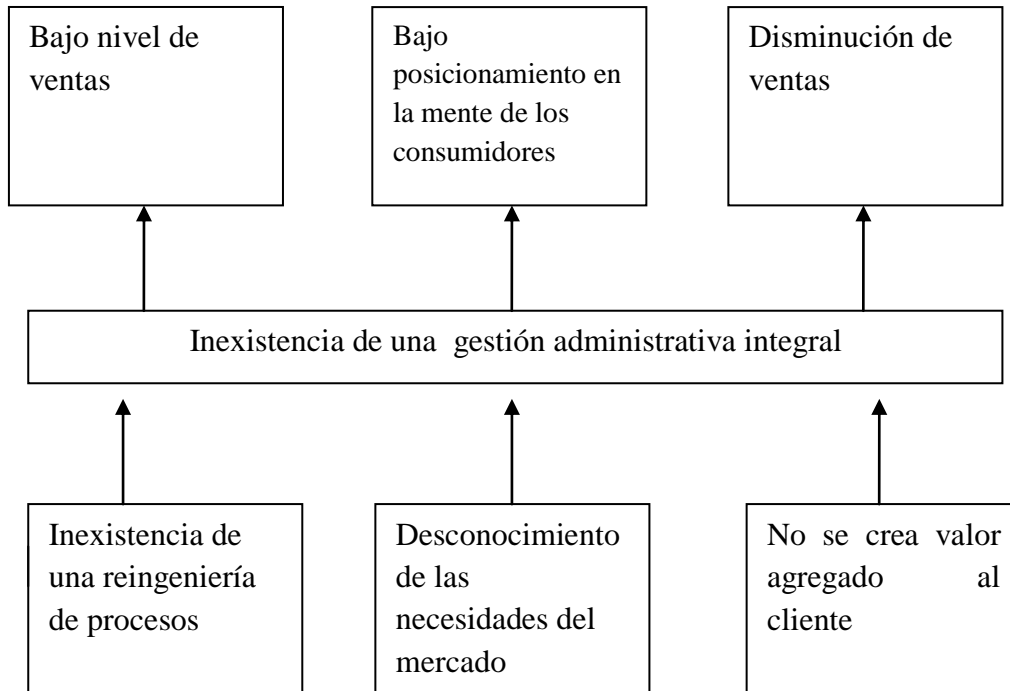 Bajo nivel de
ventas
Bajo
posicionamiento en
la mente de los
consumidores
Disminución de
ventas
Inexistencia de una  gestión administrativa integral
Inexistencia de
una reingeniería
de procesos
Desconocimiento
de las
necesidades del
mercado
No se crea valor
agregado al
cliente